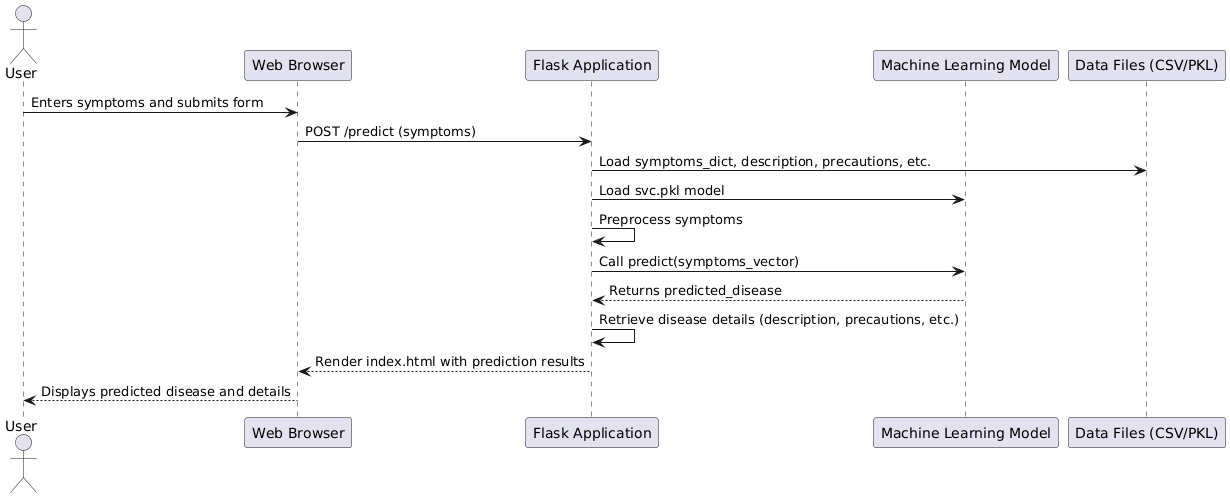 User
Web Browser
Flask Application
Machine Learning Model
Data Files (CSV/PKL)
Enters symptoms and submits form
POST /predict (symptoms)
Load symptoms_dict, description, precautions, etc.
Load svc.pkl model
Preprocess symptoms
Call predict(symptoms_vector)
Returns predicted_disease
Retrieve disease details (description, precautions, etc.)
Render index.html with prediction results
Displays predicted disease and details
User
Web Browser
Flask Application
Machine Learning Model
Data Files (CSV/PKL)